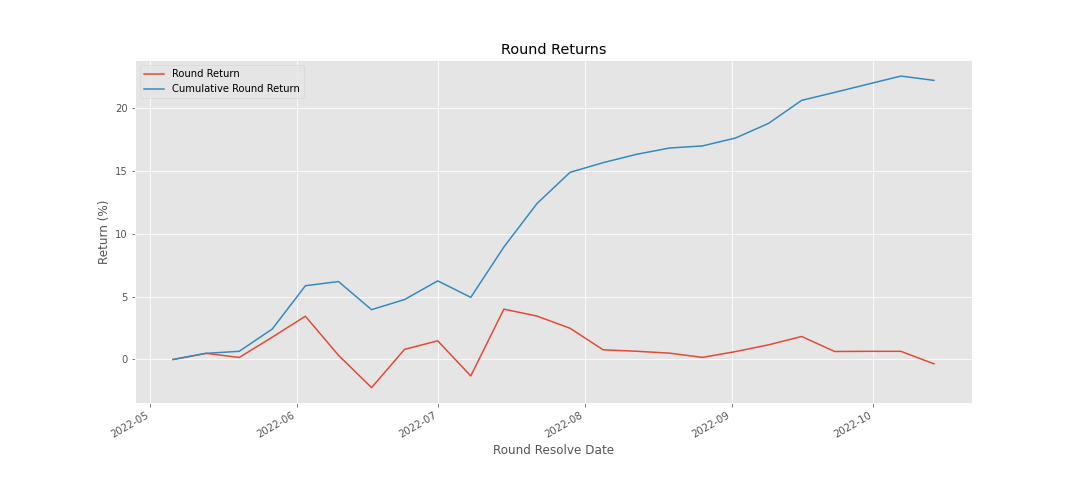 Round Returns
Round Return
Cumulative Round Return
Return (%)
20
15
10
5
0
2022-05
2022-06
2022-07
2022-08
2022-09
2022-10
Round Resolve Date